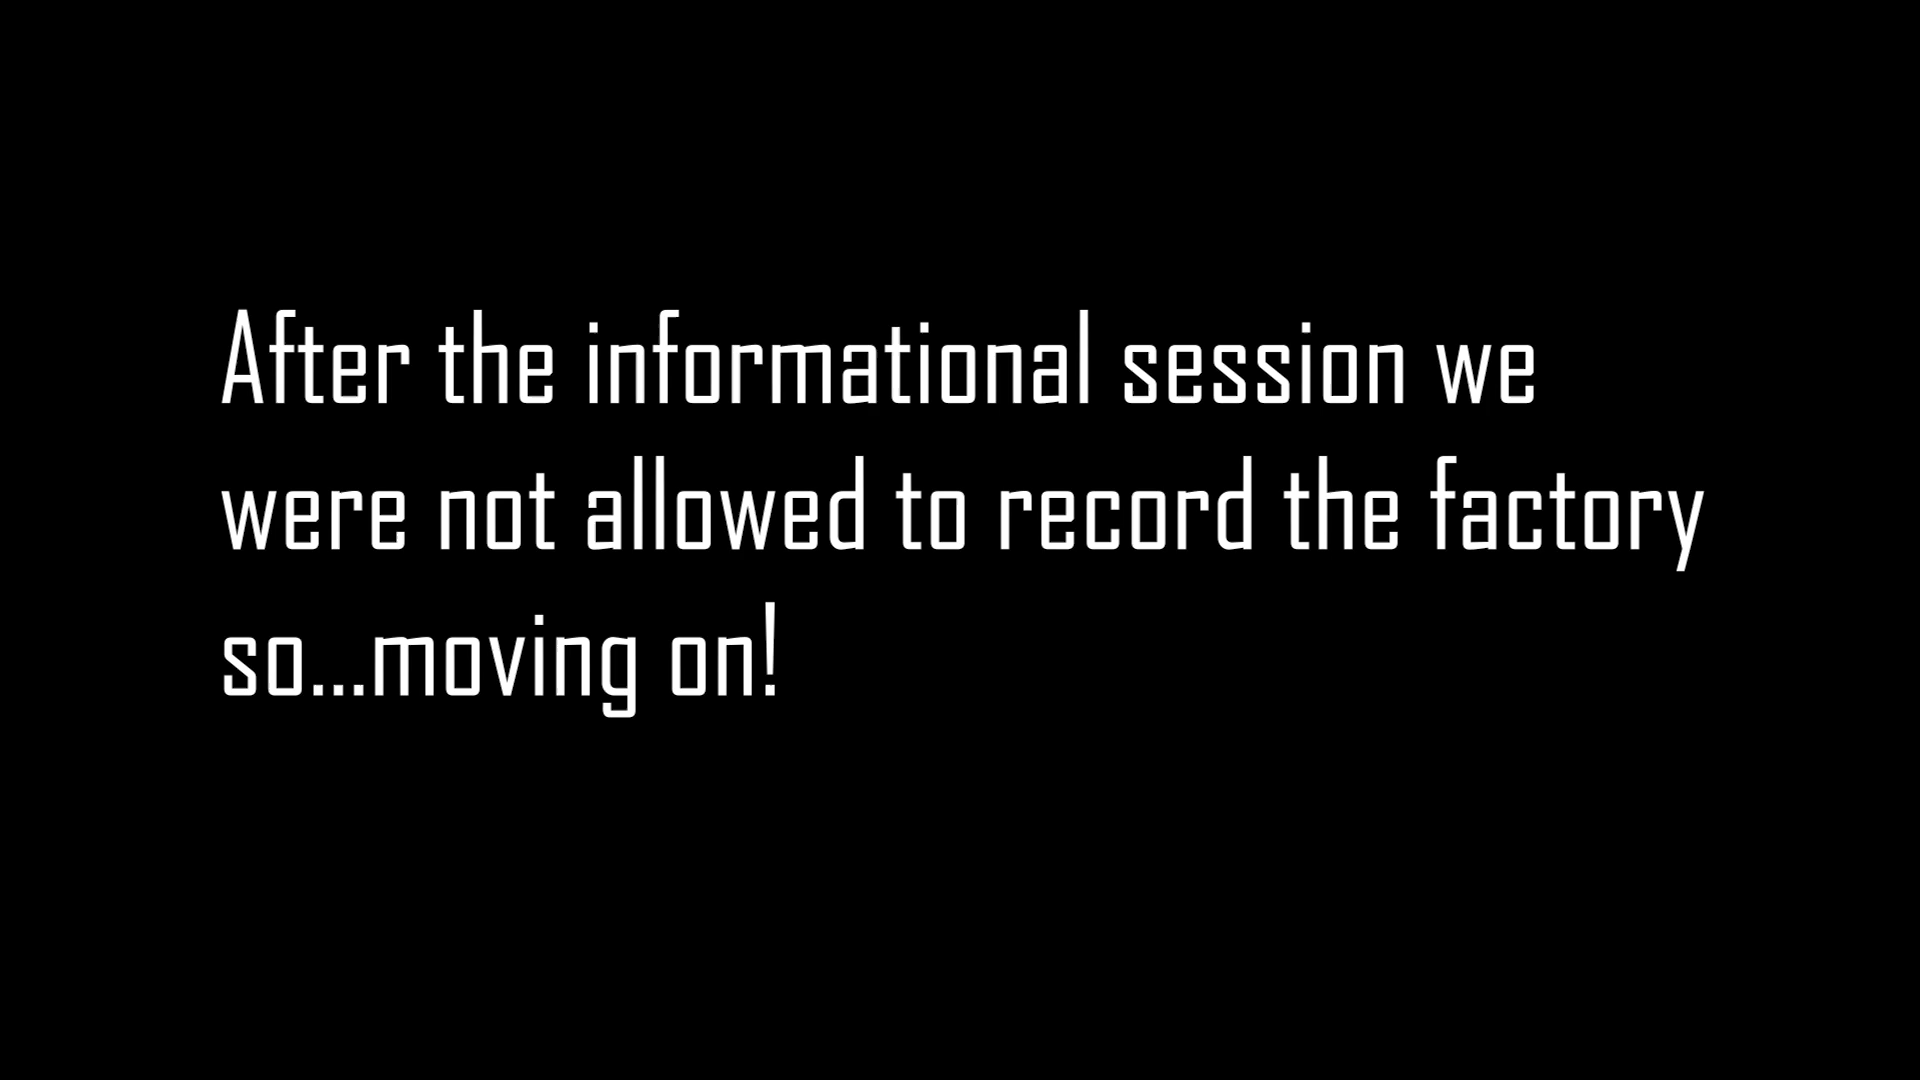 After the informational session we
were not allowed to record the factory
so...moving on!